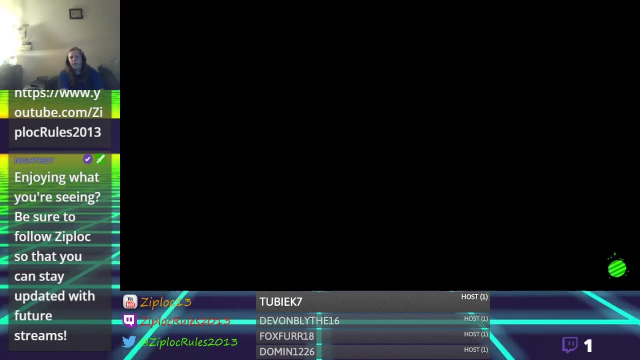 https://www.y
outube.com/Zi
plocRules2013
Enjoying what
you're seeing?
Be sure to
follow Ziploc
so that you
can stay
updated with
future
streams!
Ziploc13
ZiplocRules2013
@ZiplocRules2013
TUBIEK7 HOST (1)
DEVONBLYTHE16 HOST (1)
FOXFURR18 HOST (1)
DOMIN1226 HOST (1)
1